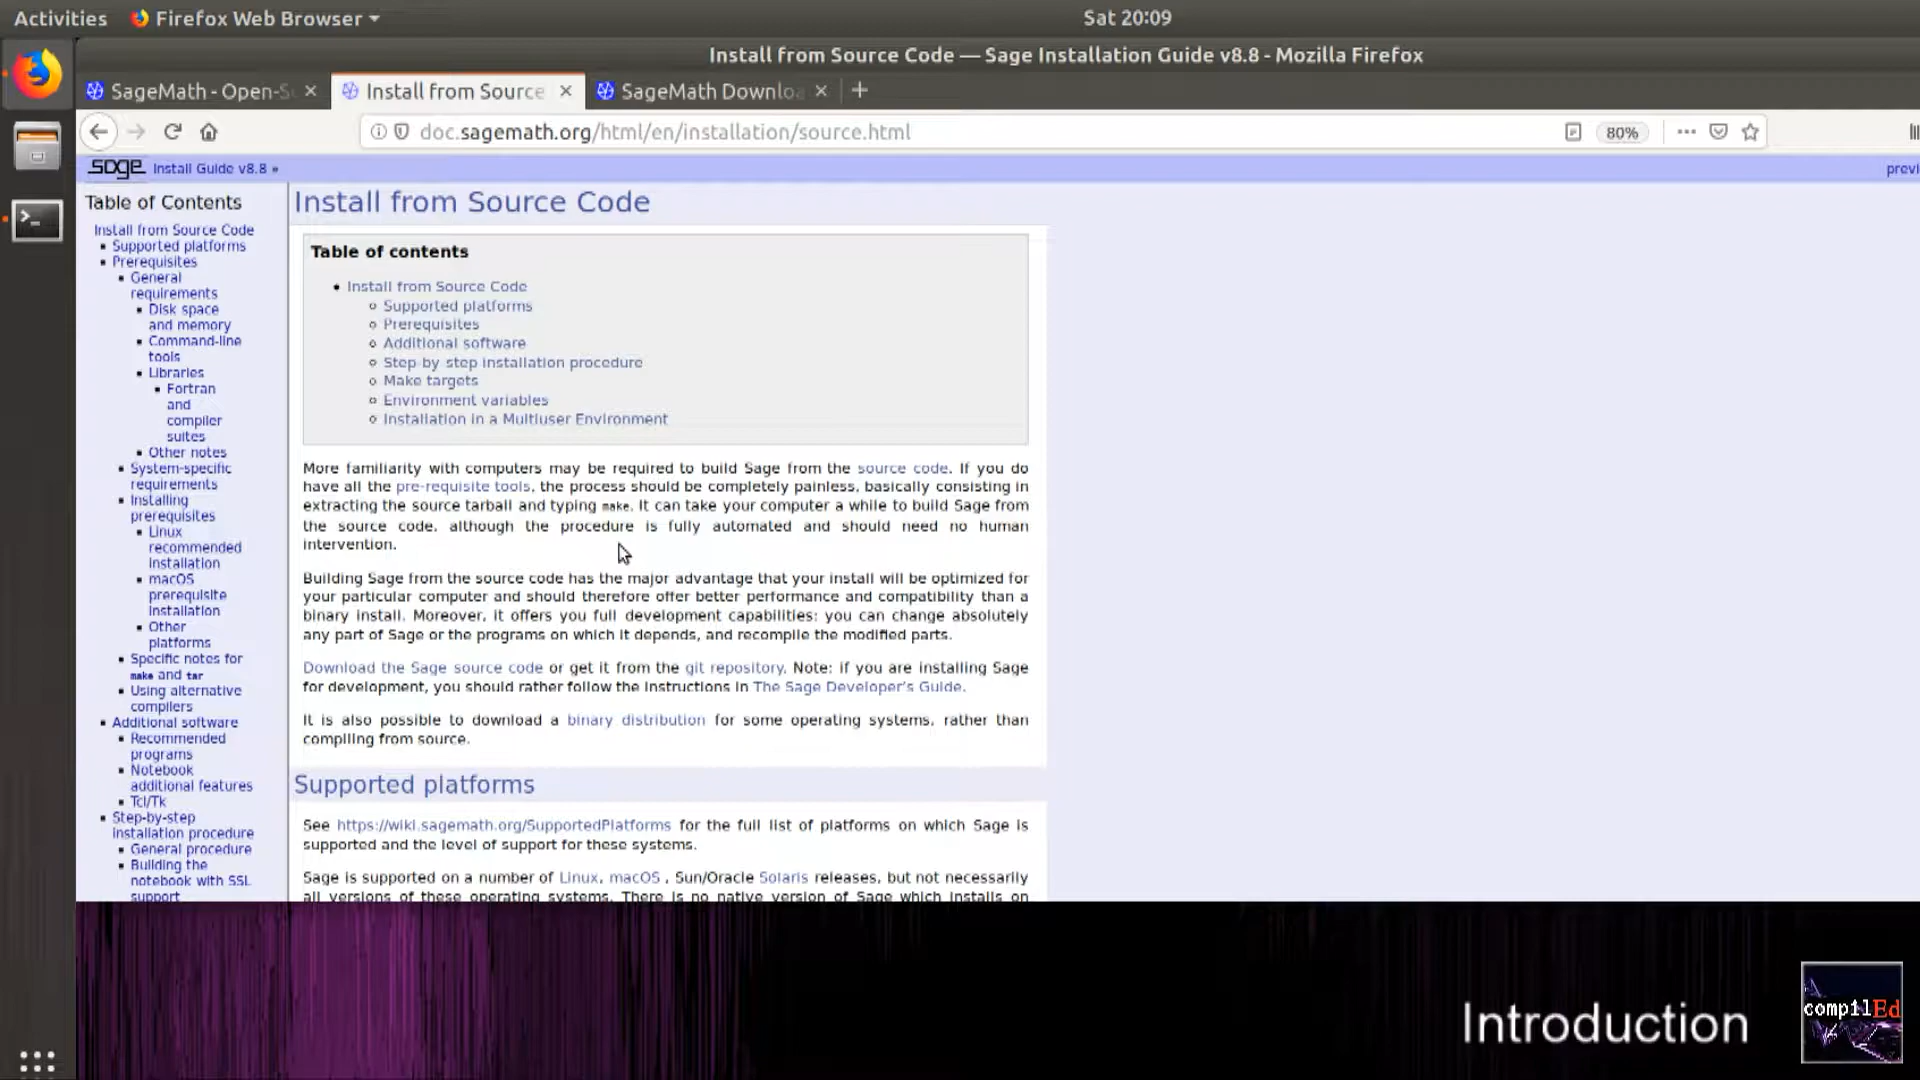 Activities
Firefox Web Browser
Sat 20:09
Install from Source Code — Sage Installation Guide v8.8 - Mozilla Firefox
SageMath - Open-S
Install from Source
SageMath Downloa
doc.sagemath.org/html/en/installation/source.html
80%
sage Install Guide v8.8 »
previ
Table of Contents
Install from Source Code
Supported platforms
Prerequisites
General
requirements
Disk space
and memory
Command-line
tools
Libraries
Fortran
and
compiler
suites
Other notes
System-specific
requirements
Installing
prerequisites
Linux
recommended
installation
macOS
prerequisite
installation
Other
platforms
Specific notes for
make and tar
Using alternative
compilers
Additional software
Recommended
programs
Notebook
additional features
Tcl/Tk
Step-by-step
installation procedure
General procedure
Building the
notebook with SSL
support
Install from Source Code
Table of contents
Install from Source Code
Supported platforms
Prerequisites
Additional software
Step-by-step installation procedure
Make targets
Environment variables
Installation in a Multiuser Environment
More familiarity with computers may be required to build Sage from the source code. If you do
have all the pre-requisite tools, the process should be completely painless, basically consisting in
extracting the source tarball and typing make. It can take your computer a while to build Sage from
the source code, although the procedure is fully automated and should need no human
intervention.
Building Sage from the source code has the major advantage that your install will be optimized for
your particular computer and should therefore offer better performance and compatibility than a
binary install. Moreover, it offers you full development capabilities: you can change absolutely
any part of Sage or the programs on which it depends, and recompile the modified parts.
Download the Sage source code or get it from the git repository. Note: if you are installing Sage
for development, you should rather follow the instructions in The Sage Developer's Guide.
It is also possible to download a binary distribution for some operating systems, rather than
compiling from source.
Supported platforms
See https://wiki.sagemath.org/SupportedPlatforms for the full list of platforms on which Sage is
supported and the level of support for these systems.
Sage is supported on a number of Linux, macOS , Sun/Oracle Solaris releases, but not necessarily
all versions of these operating systems. There is no native version of Sage which installs on
Introduction
comp1lEd